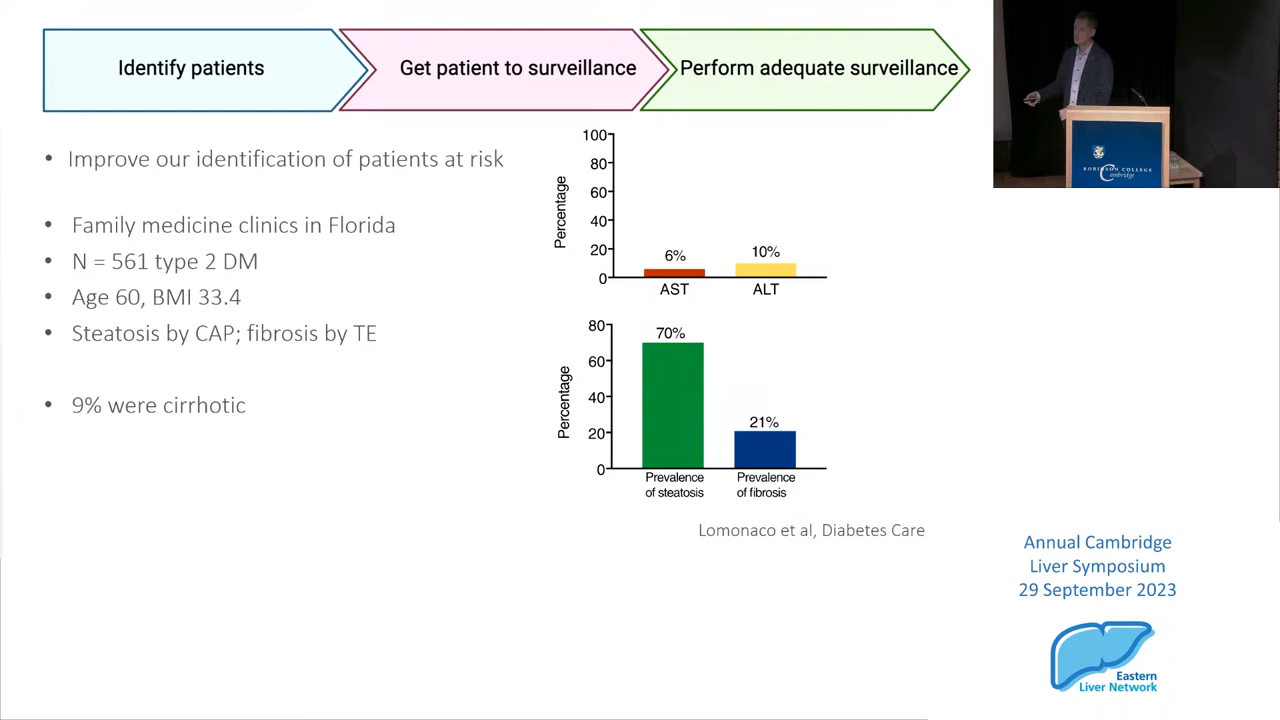 Identify patients
Get patient to surveillance
Perform adequate surveillance
• Improve our identification of patients at risk
• Family medicine clinics in Florida
• N = 561 type 2 DM
• Age 60, BMI 33.4
• Steatosis by CAP; fibrosis by TE
• 9% were cirrhotic
Percentage
100
80
60
40
20
0
6%
10%
AST
ALT
Percentage
80
60
40
20
0
70%
21%
Prevalence
of steatosis
Prevalence
of fibrosis
Lomonaco et al, Diabetes Care
ROBINSON COLLEGE
Cambridge
Annual Cambridge
Liver Symposium
29 September 2023
Eastern
Liver Network